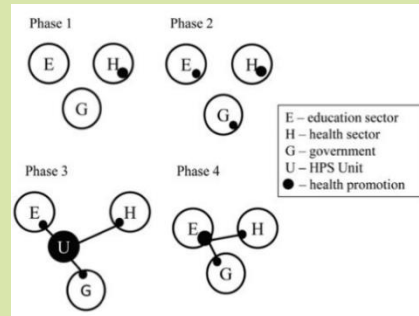 Phase 1
Phase 2
E
H
G
E
H
G
E – education sector
H – health sector
G – government
U – HPS Unit
– health promotion
Phase 3
Phase 4
E
H
U
G
E
H
G